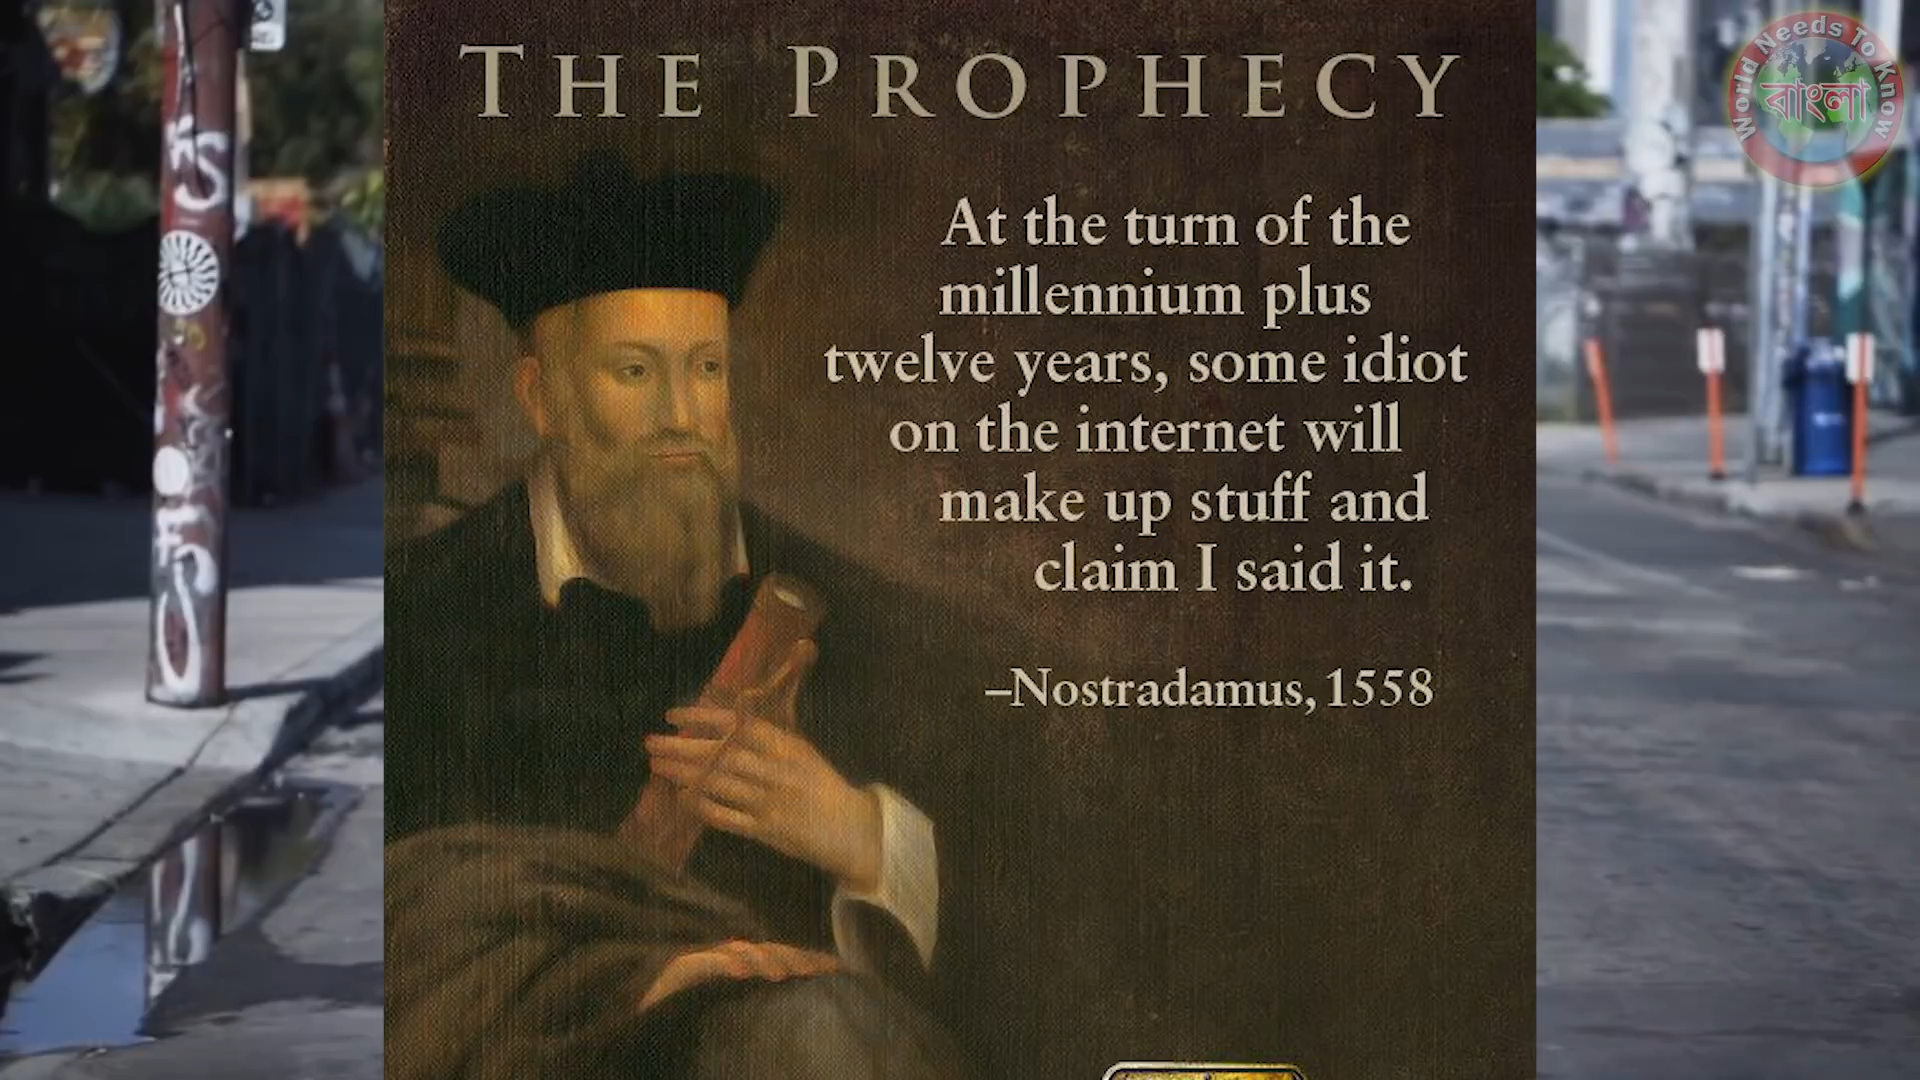 THE PROPHECY
At the turn of the
millennium plus
twelve years, some idiot
on the internet will
make up stuff and
claim I said it.
–Nostradamus, 1558
World Needs To Know
বাংলা